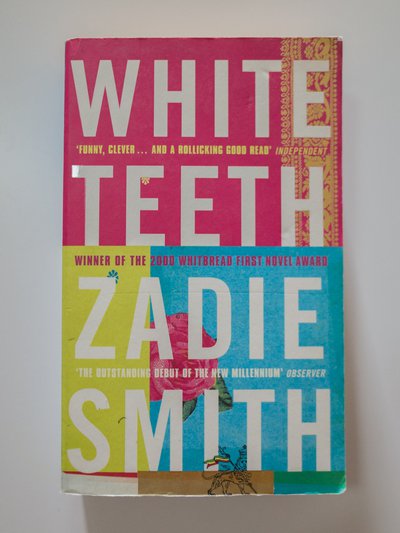 WHITE
'FUNNY, CLEVER ... AND A ROLLICKING GOOD READ' INDEPENDENT
TEETH
WINNER OF THE 2000 WHITBREAD FIRST NOVEL AWARD
ZADIE
'THE OUTSTANDING DEBUT OF THE NEW MILLENNIUM' OBSERVER
SMITH